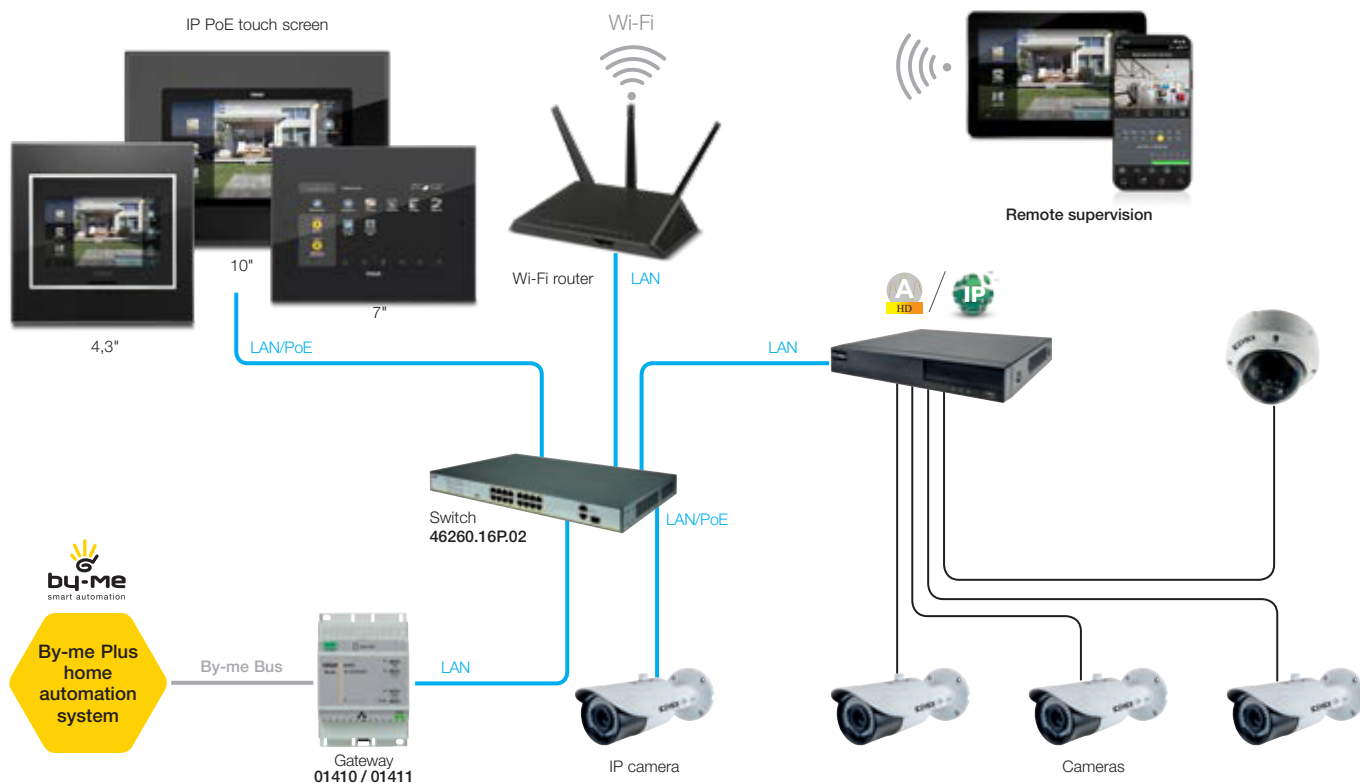 IP PoE touch screen
Wi-Fi
10"
7"
4,3"
Wi-Fi router
LAN
Remote supervision
A
HD
IP
LAN/PoE
LAN
Switch
46260.16P.02
LAN/PoE
by-me
smart automation
By-me Plus
home
automation
system
By-me Bus
LAN
Gateway
01410 / 01411
IP camera
Cameras